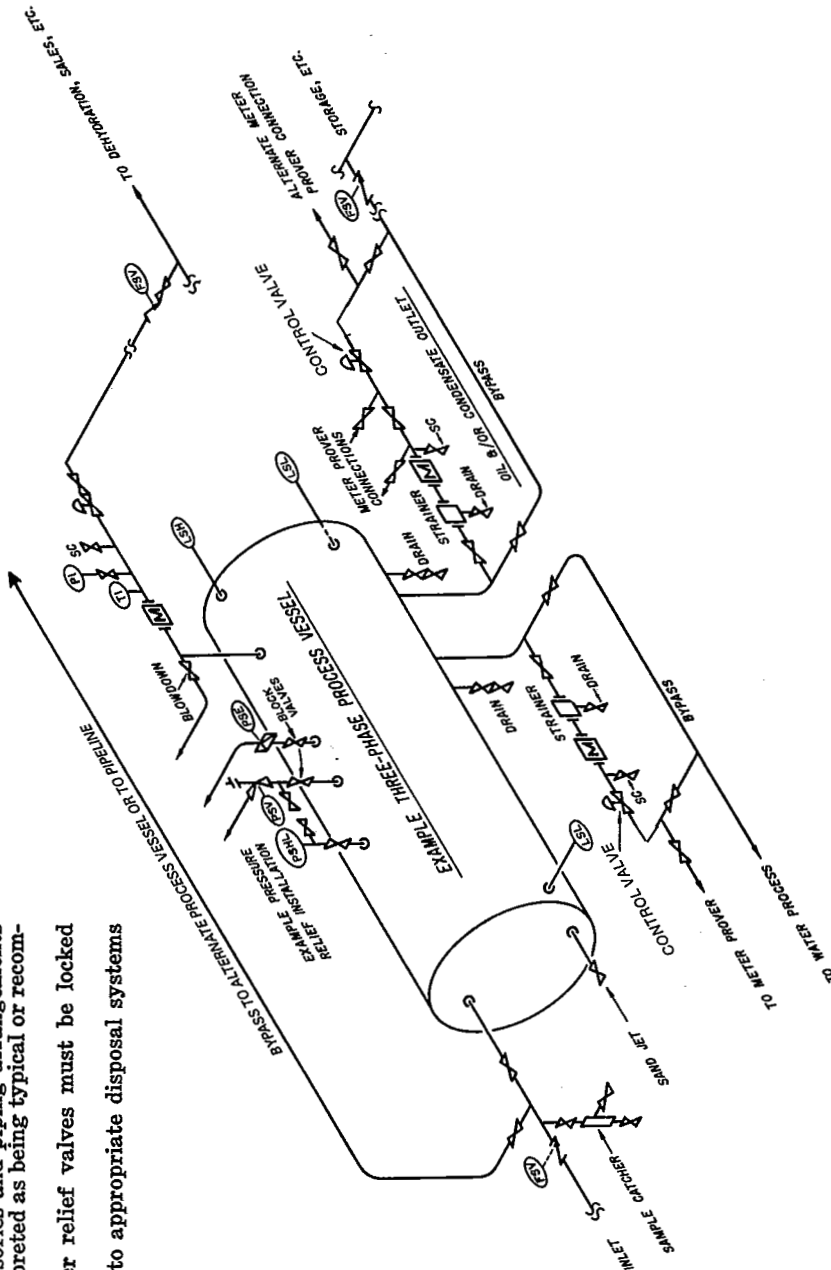 preted as being typical or recom-
er relief valves must be locked
to appropriate disposal systems
TO DEHYDRATION, SALES, ETC.
FSV
ALTERNATE METER
PROVER CONNECTION
STORAGE, ETC.
FSV
CONTROL VALVE
METER PROVER
CONNECTIONS
OIL &/OR CONDENSATE OUTLET
BYPASS
M
SC
STRAINER
DRAIN
DRAIN
LSL
LSH
SC
PI
TI
M
BLOWDOWN
BLOCK
VALVES
PSE
PSV
PSHL
EXAMPLE PRESSURE
RELIEF INSTALLATION
EXAMPLE THREE-PHASE PROCESS VESSEL
BYPASS TO ALTERNATE PROCESS VESSEL OR TO PIPELINE
DRAIN
STRAINER
DRAIN
M
SC
BYPASS
CONTROL VALVE
TO METER PROVER
TO WATER PROCESS
LSL
SAND JET
SAMPLE CATCHER
FSV
INLET